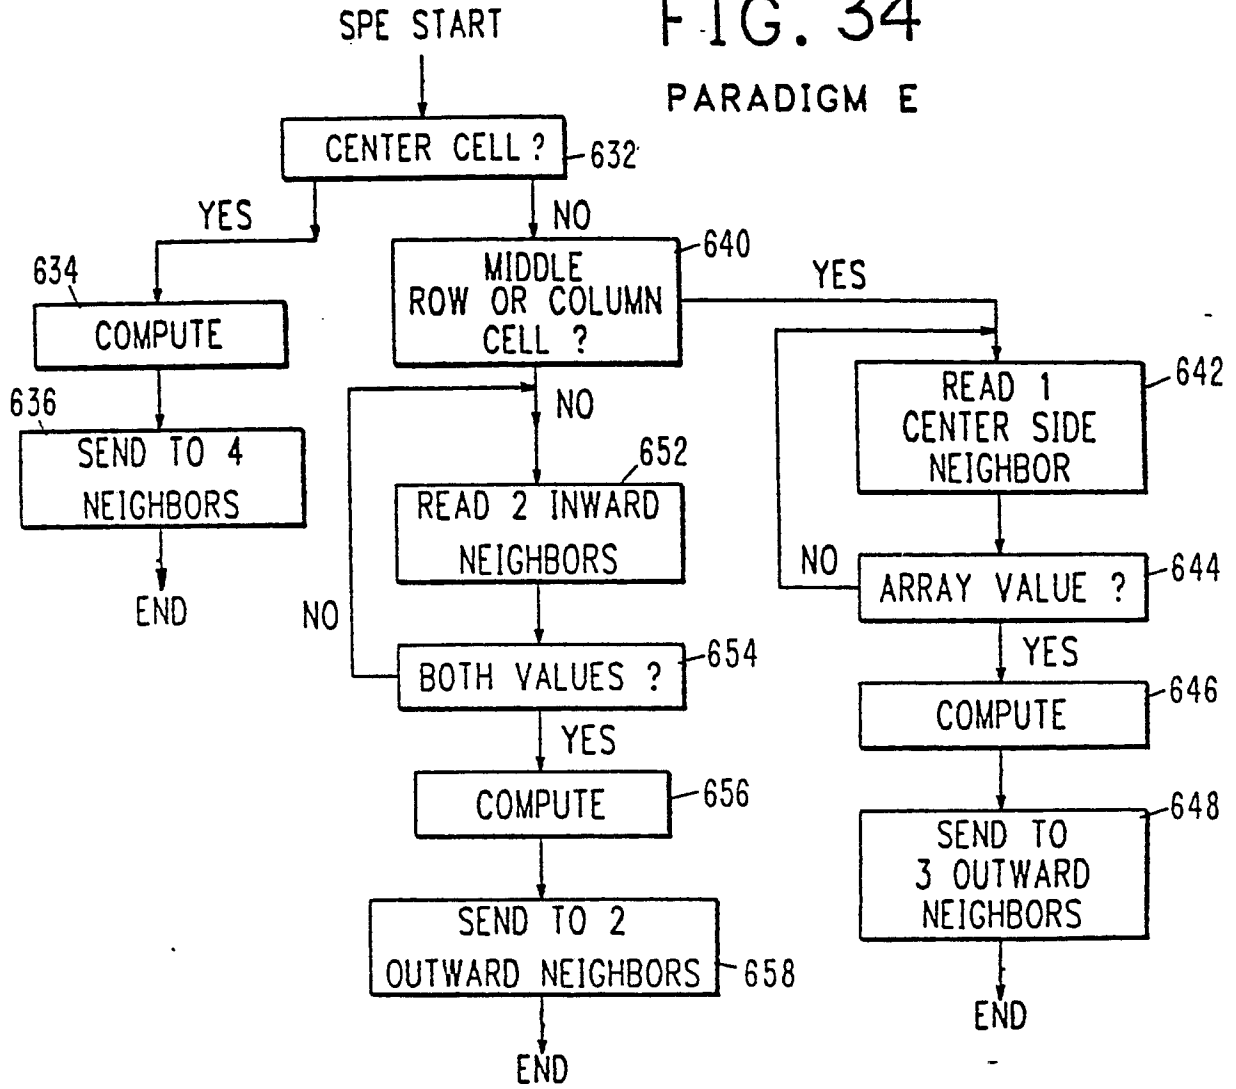 FIG. 34
PARADIGM E
SPE START
CENTER CELL ?
632
YES
NO
634
COMPUTE
636
SEND TO 4
NEIGHBORS
END
640
MIDDLE
ROW OR COLUMN
CELL ?
YES
NO
652
READ 2 INWARD
NEIGHBORS
NO
654
BOTH VALUES ?
YES
COMPUTE
656
SEND TO 2
OUTWARD NEIGHBORS
658
END
READ 1
CENTER SIDE
NEIGHBOR
642
NO
ARRAY VALUE ?
644
YES
COMPUTE
646
SEND TO
3 OUTWARD
NEIGHBORS
648
END